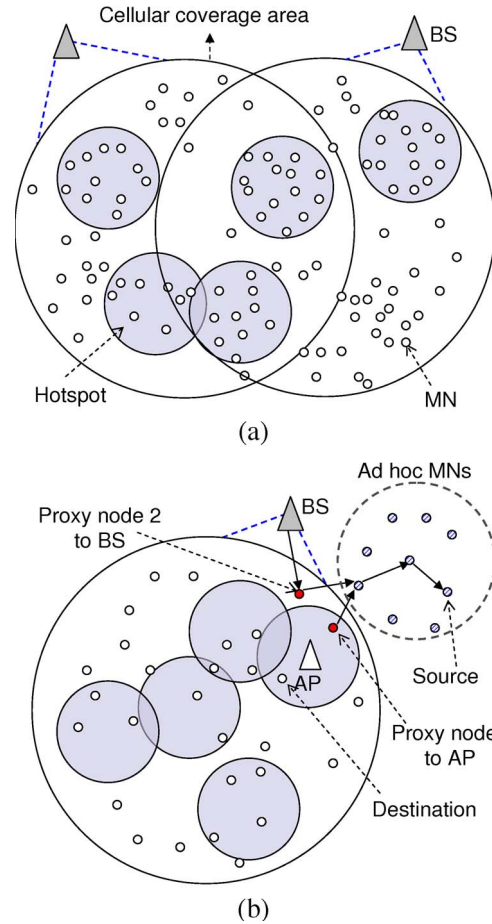 Cellular coverage area
BS
Hotspot
MN
(a)
Ad hoc MNs
Proxy node 2
to BS
BS
AP
Source
Proxy node
to AP
Destination
(b)